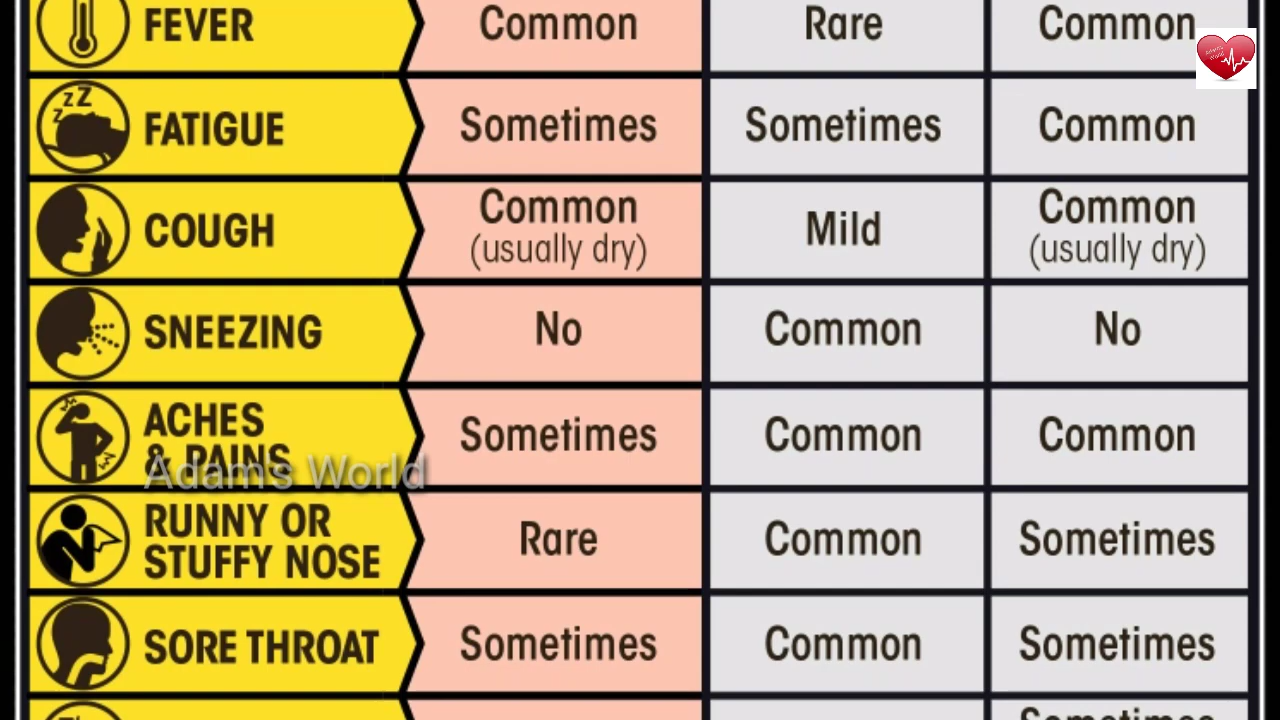 FEVER Common Rare Common
FATIGUE Sometimes Sometimes Common
COUGH Common (usually dry) Mild Common (usually dry)
SNEEZING No Common No
ACHES
& PAINS Sometimes Common Common
Adam's World
RUNNY OR
STUFFY NOSE Rare Common Sometimes
SORE THROAT Sometimes Common Sometimes
Sometimes